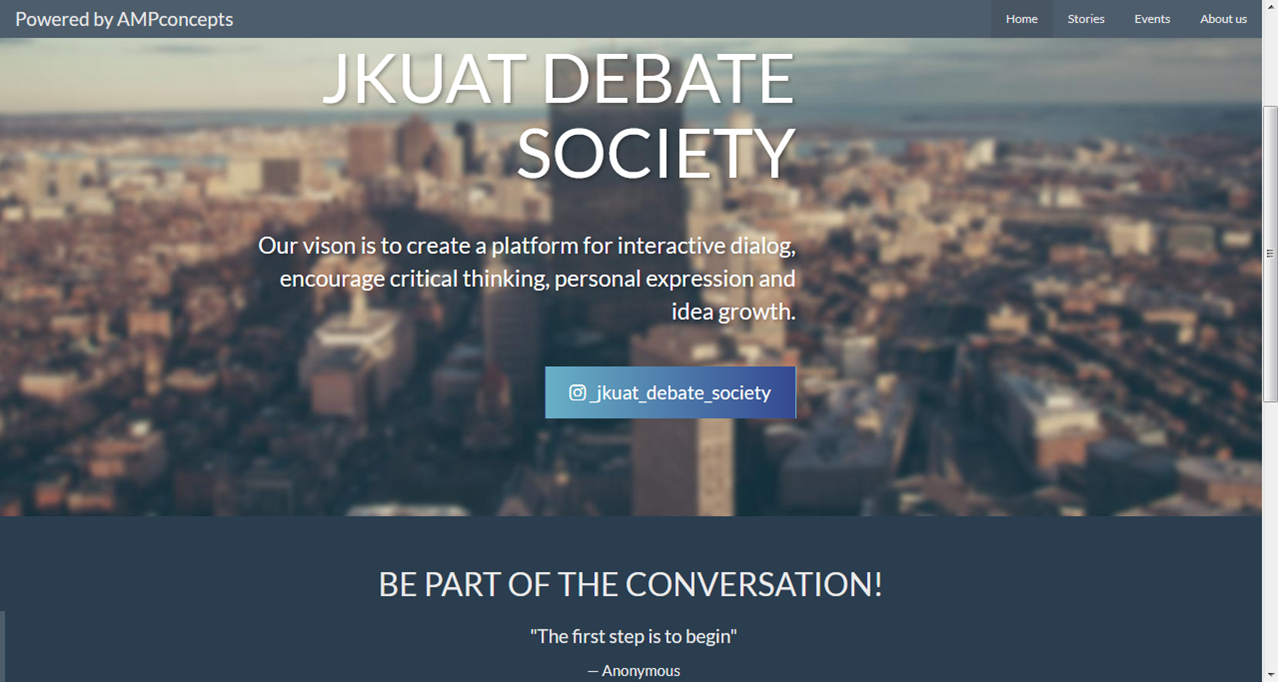 Powered by AMPconcepts
Home Stories Events About us
JKUAT DEBATE
SOCIETY
Our vison is to create a platform for interactive dialog,
encourage critical thinking, personal expression and
idea growth.
_jkuat_debate_society
BE PART OF THE CONVERSATION!
"The first step is to begin"
— Anonymous